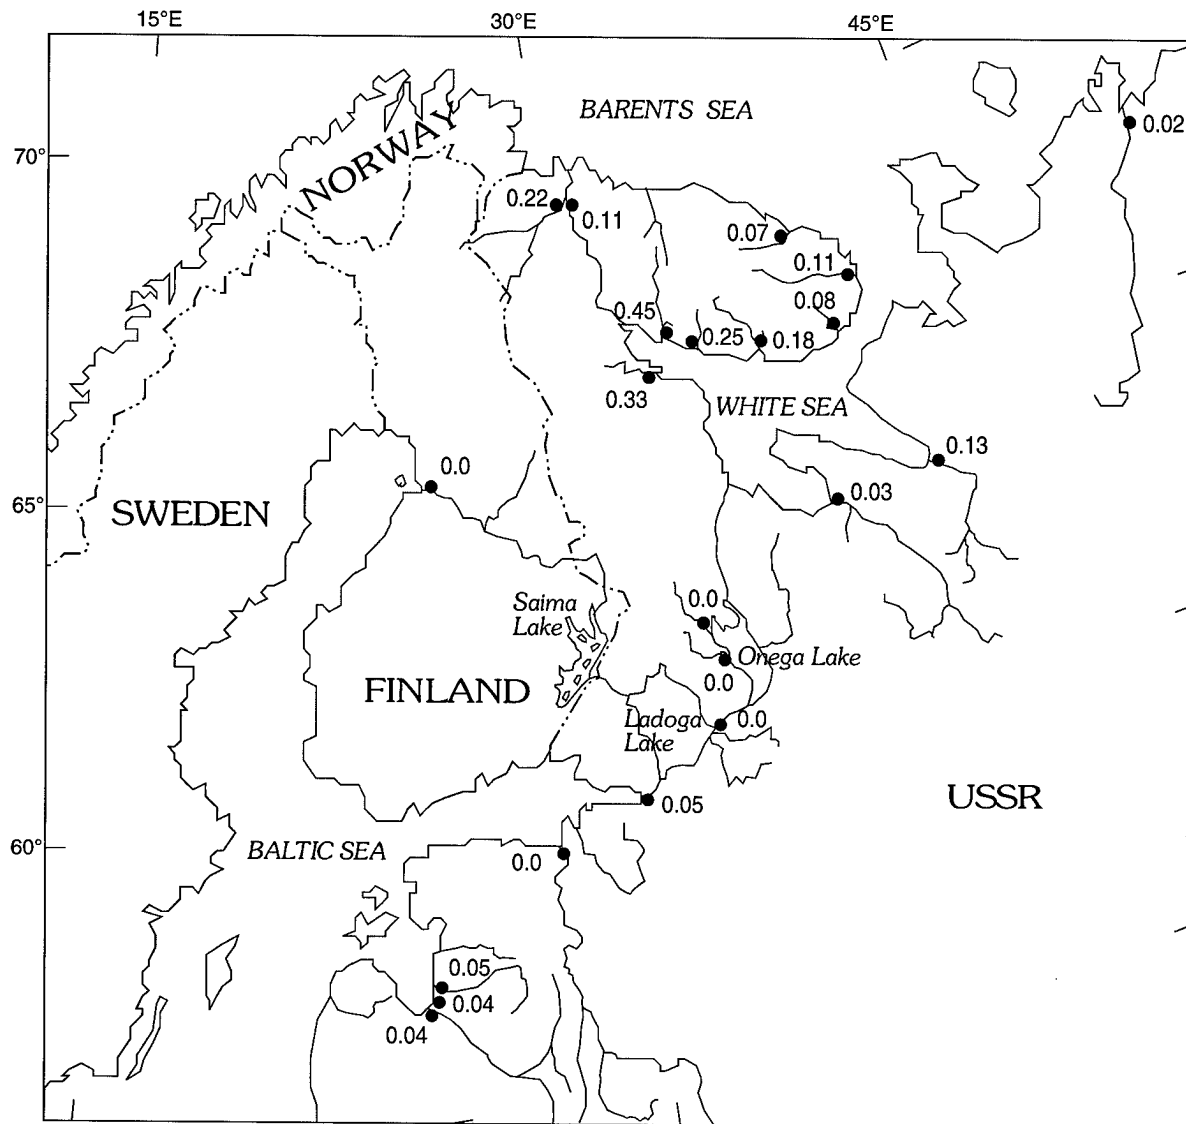 15°E 30°E 45°E
BARENTS SEA
0.02
70°
NORWAY
0.22
0.11
0.07
0.11
0.08
0.45
0.25
0.18
0.33
WHITE SEA
0.13
0.0
0.03
65°
SWEDEN
Saima
Lake
0.0
Onega Lake
0.0
FINLAND
Ladoga
Lake
0.0
USSR
0.05
60°
BALTIC SEA
0.0
0.05
0.04
0.04